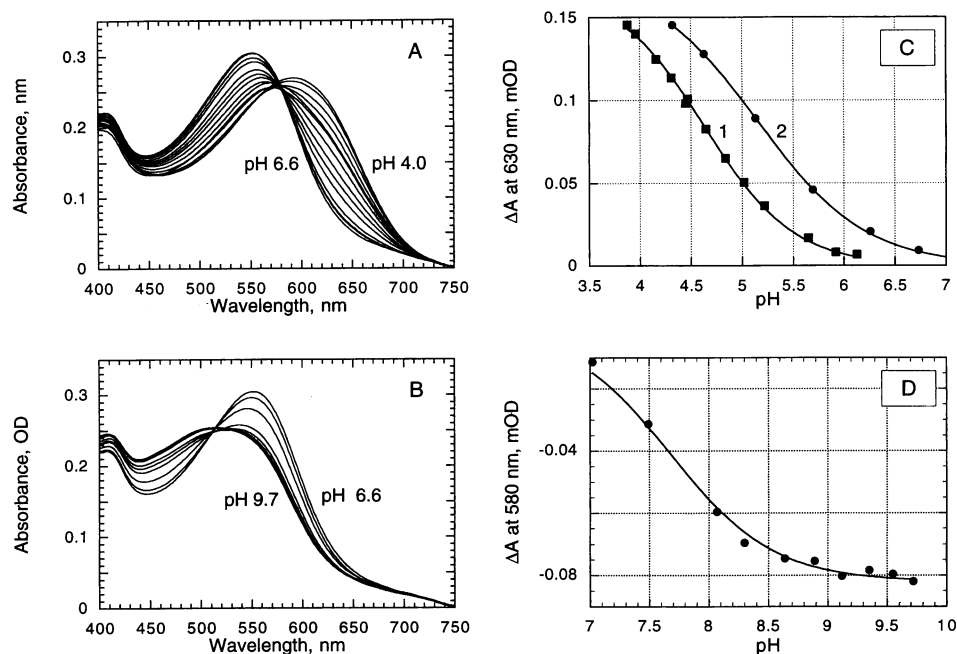 A
Absorbance, nm
0.3
0.2
0.1
0
pH 6.6
pH 4.0
400 450 500 550 600 650 700 750
Wavelength, nm
C
ΔA at 630 nm, mOD
0.15
0.1
0.05
0
1
2
3.5 4 4.5 5 5.5 6 6.5 7
pH
B
Absorbance, OD
0.3
0.2
0.1
0
pH 9.7
pH 6.6
400 450 500 550 600 650 700 750
Wavelength, nm
D
ΔA at 580 nm, mOD
-0.04
-0.08
7 7.5 8 8.5 9 9.5 10
pH